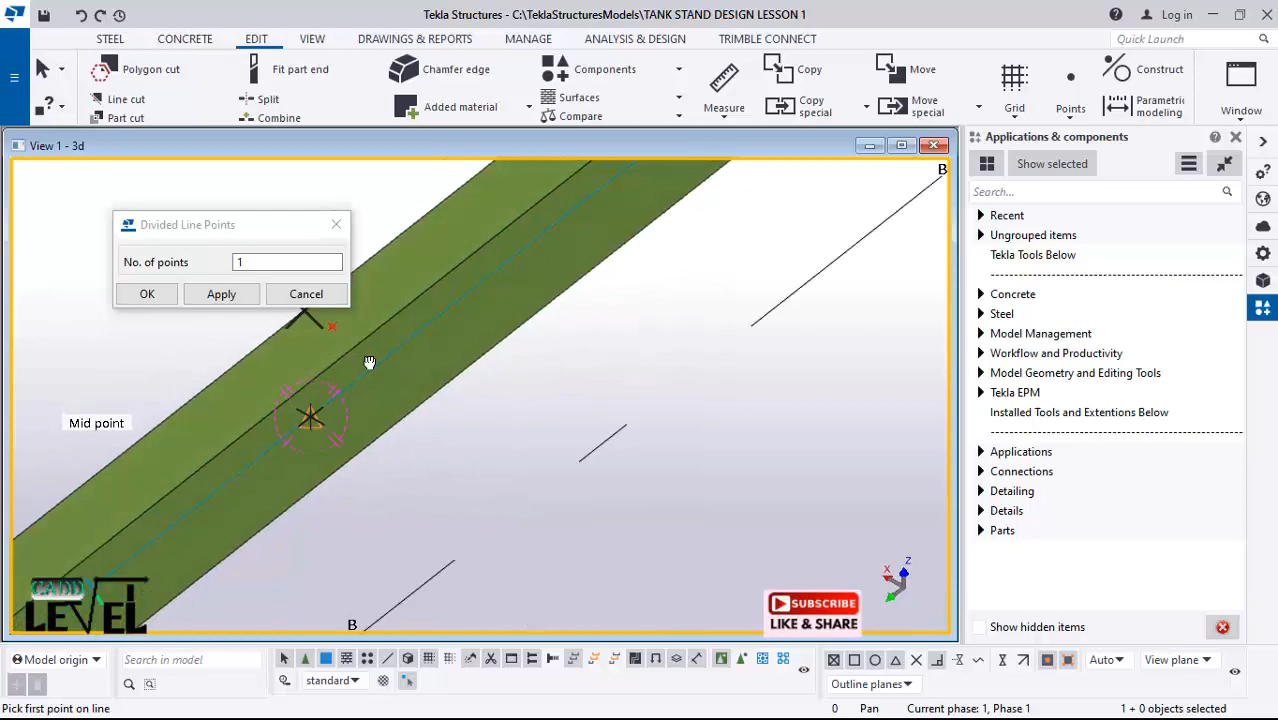 Tekla Structures - C:\TeklaStructuresModels\TANK STAND DESIGN LESSON 1
Log in
STEEL CONCRETE EDIT VIEW DRAWINGS & REPORTS MANAGE ANALYSIS & DESIGN TRIMBLE CONNECT
Quick Launch
Polygon cut
Line cut
Part cut
Fit part end
Split
Combine
Chamfer edge
Added material
Components
Surfaces
Compare
Measure
Copy
Copy special
Move
Move special
Grid
Points
Construct
Parametric modeling
Window
View 1 - 3d
Divided Line Points
No. of points 1
OK Apply Cancel
Mid point
B
B
X
Z
CADD
LEVEL
SUBSCRIBE
LIKE & SHARE
Applications & components
Show selected
Search...
Recent
Ungrouped items
Tekla Tools Below
Concrete
Steel
Model Management
Workflow and Productivity
Model Geometry and Editing Tools
Tekla EPM
Installed Tools and Extentions Below
Applications
Connections
Detailing
Details
Parts
Show hidden items
Model origin
Search in model
standard
Auto
View plane
Outline planes
Pick first point on line
0 Pan Current phase: 1, Phase 1 1 + 0 objects selected